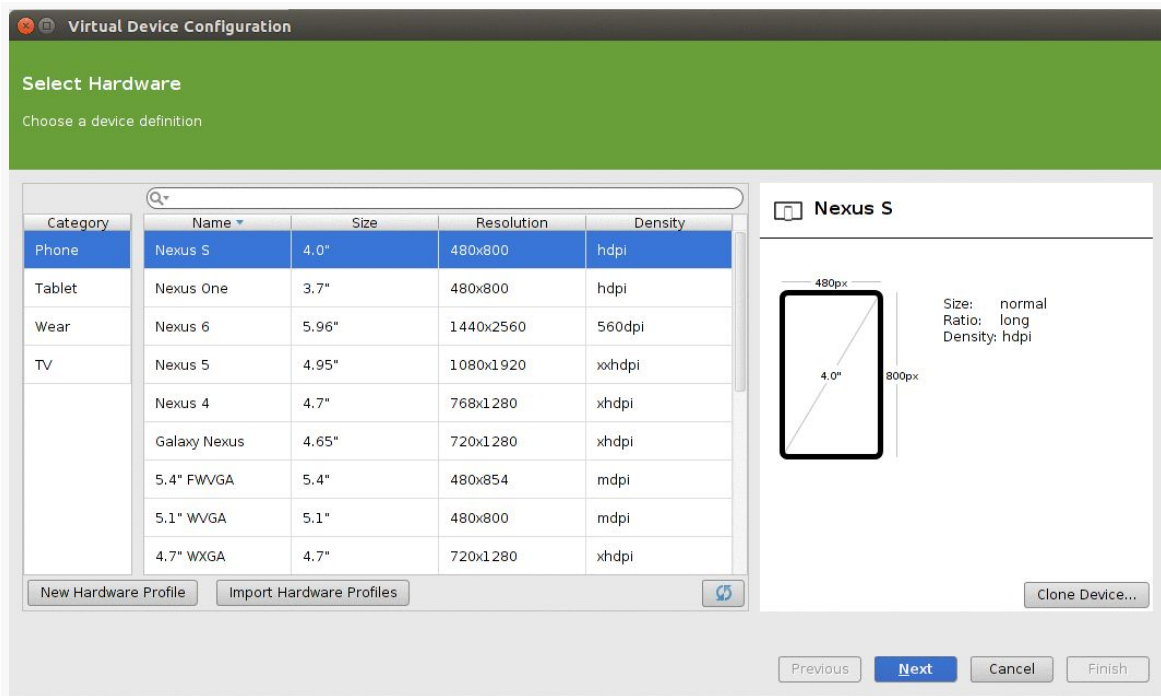 Virtual Device Configuration
Select Hardware
Choose a device definition
Category
Phone
Tablet
Wear
TV
Name Size Resolution Density
Nexus S 4.0" 480x800 hdpi
Nexus One 3.7" 480x800 hdpi
Nexus 6 5.96" 1440x2560 560dpi
Nexus 5 4.95" 1080x1920 xxhdpi
Nexus 4 4.7" 768x1280 xhdpi
Galaxy Nexus 4.65" 720x1280 xhdpi
5.4" FWVGA 5.4" 480x854 mdpi
5.1" WVGA 5.1" 480x800 mdpi
4.7" WXGA 4.7" 720x1280 xhdpi
New Hardware Profile Import Hardware Profiles
Nexus S
480px
4.0" 800px
Size: normal
Ratio: long
Density: hdpi
Clone Device...
Previous Next Cancel Finish